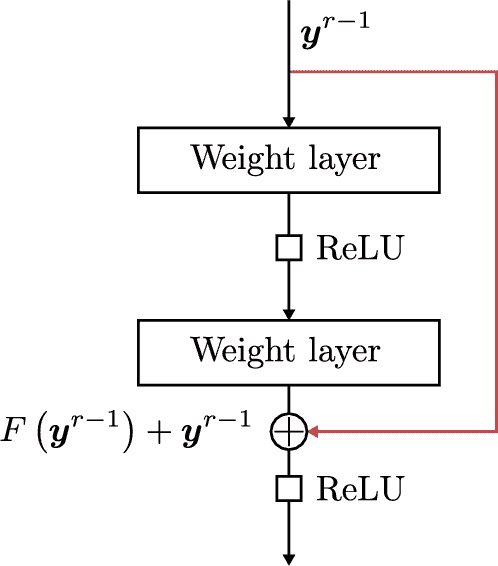 𝒚^{r−1}
Weight layer
ReLU
Weight layer
F (𝒚^{r−1}) + 𝒚^{r−1}
ReLU